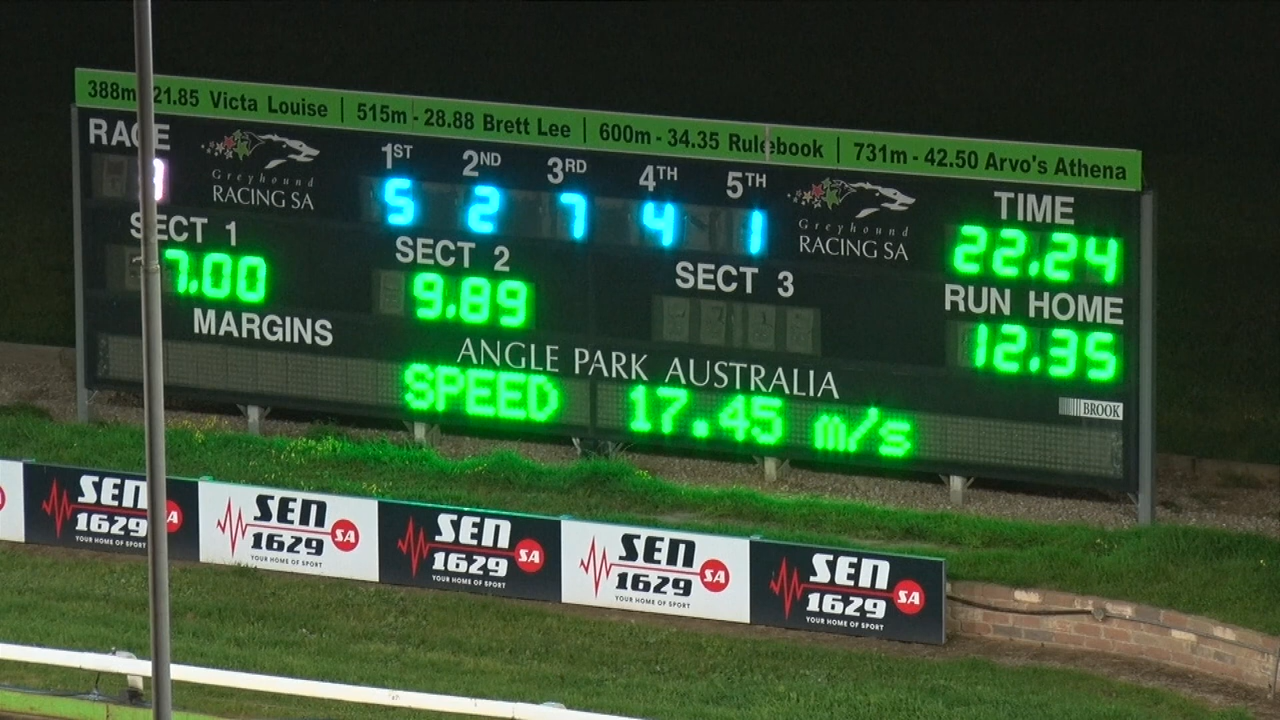 388m 21.85 Victa Louise | 515m - 28.88 Brett Lee | 600m - 34.35 Rulebook | 731m - 42.50 Arvo's Athena
RACE
Greyhound
RACING SA
1ST 2ND 3RD 4TH 5TH
5 2 7 4 1
Greyhound
RACING SA
TIME
22.24
SECT 1
7.00
SECT 2
9.89
SECT 3
RUN HOME
12.35
MARGINS
ANGLE PARK AUSTRALIA
SPEED 17.45 m/s
BROOK
SEN
1629
A
YOUR HOME OF SPORT
SEN
1629
SA
YOUR HOME OF SPORT
SEN
1629
SA
YOUR HOME OF SPORT
SEN
1629
SA
YOUR HOME OF SPORT
SEN
1629
SA
YOUR HOME OF SPORT